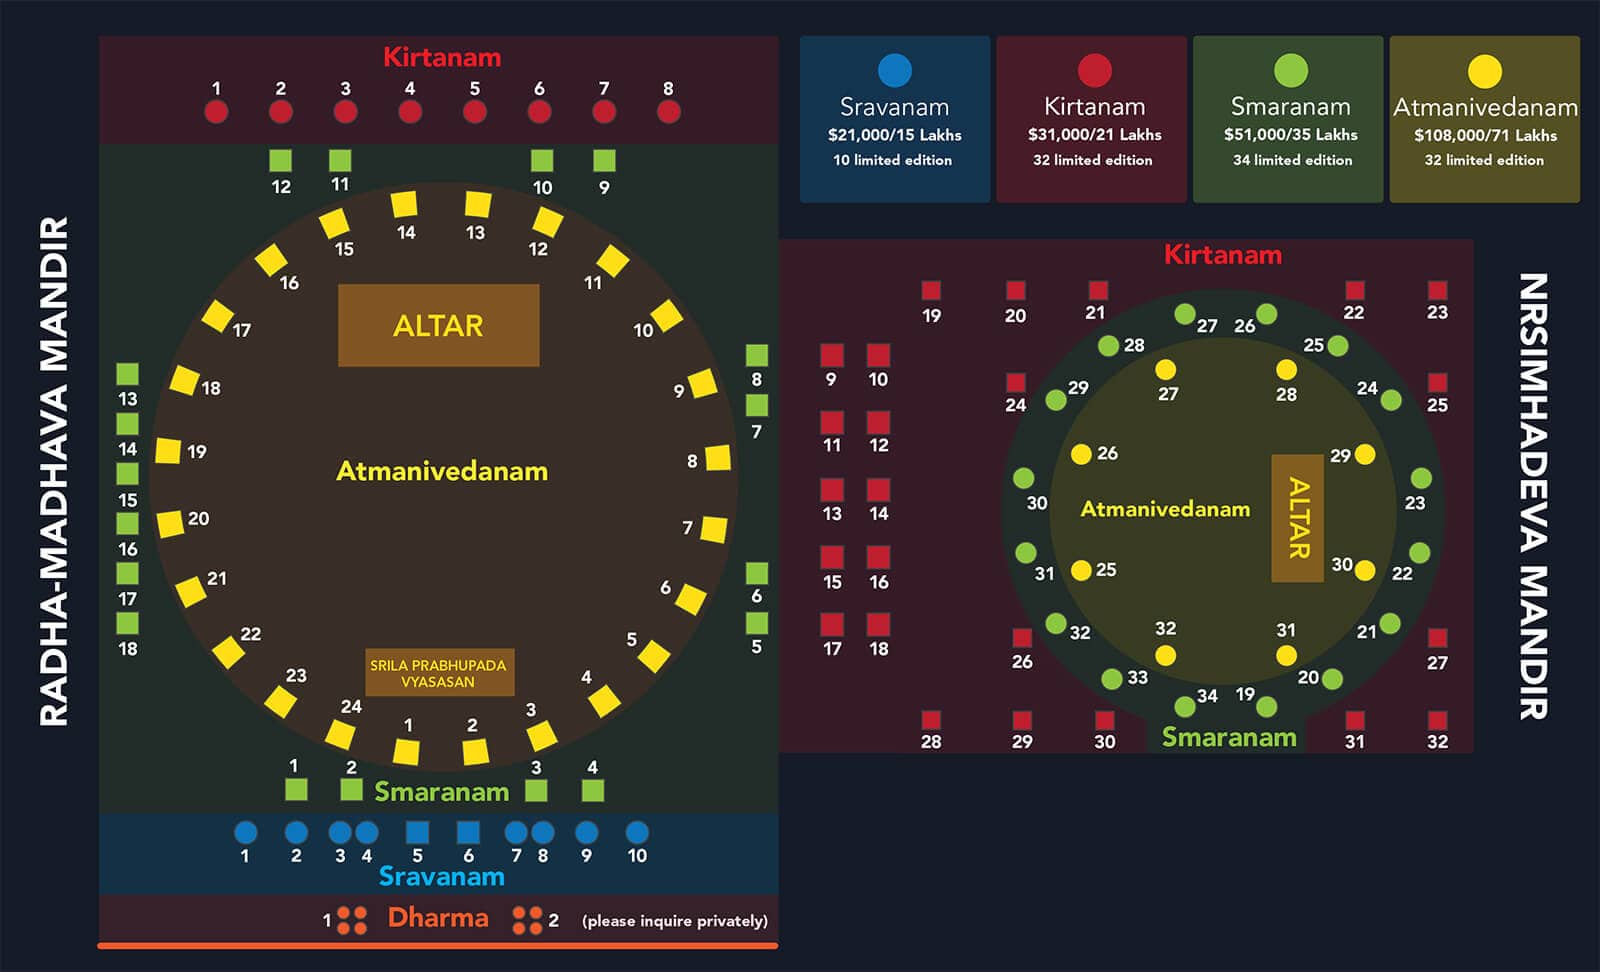 RADHA-MADHAVA MANDIR
Kirtanam
1 2 3 4 5 6 7 8
12 11 10 9
14 13
15 12
16 11
17 10
18 9
19 8
20 7
21 6
22 5
23 4
24 3
1 2
ALTAR
Atmanivedanam
SRILA PRABHUPADA
VYASASAN
13
14
15
16
17
18
8
7
6
5
1 2 3 4
Smaranam
1 2 3 4 5 6 7 8 9 10
Sravanam
1 Dharma 2 (please inquire privately)
Sravanam
$21,000/15 Lakhs
10 limited edition
Kirtanam
$31,000/21 Lakhs
32 limited edition
Smaranam
$51,000/35 Lakhs
34 limited edition
Atmanivedanam
$108,000/71 Lakhs
32 limited edition
NRSIMHADEVA MANDIR
Kirtanam
19 20 21 22 23
9 10
11 12
13 14
15 16
17 18
24 25
26 27
28 29 30 31 32
27 26
28 25
29 24
30 23
31 22
32 21
33 20
34 19
27 28
26 29
25 30
32 31
Atmanivedanam
ALTAR
Smaranam